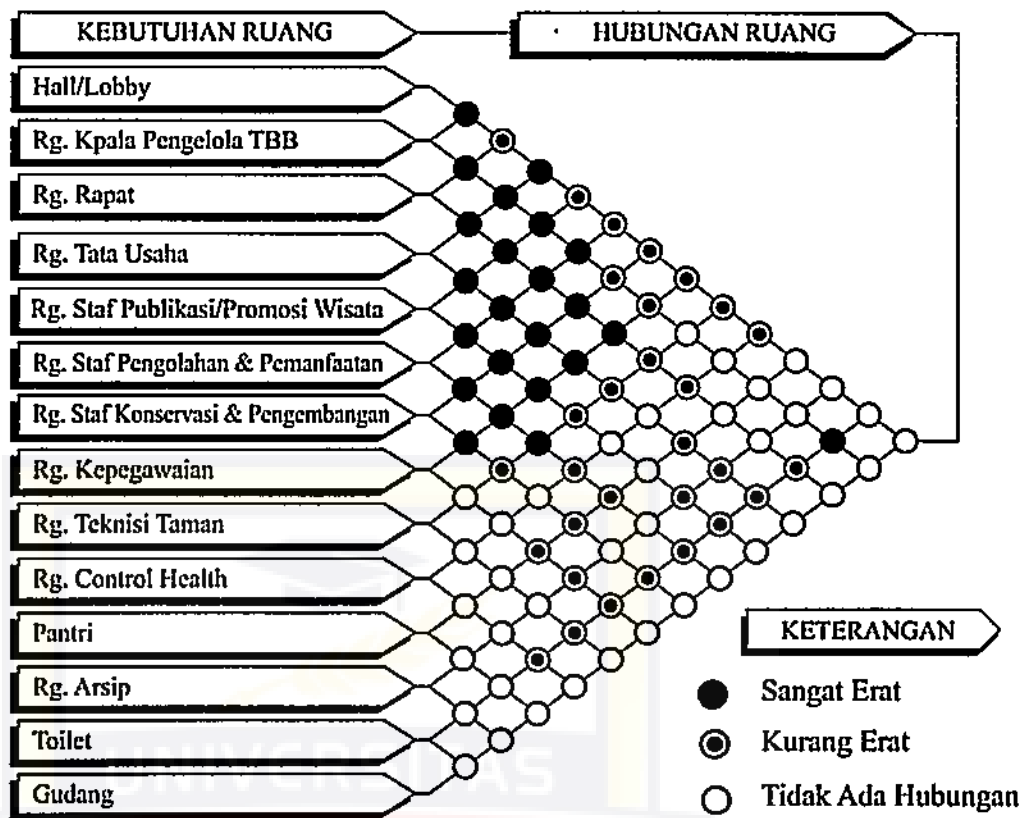 KEBUTUHAN RUANG
HUBUNGAN RUANG
Hall/Lobby
Rg. Kpala Pengelola TBB
Rg. Rapat
Rg. Tata Usaha
Rg. Staf Publikasi/Promosi Wisata
Rg. Staf Pengolahan & Pemanfaatan
Rg. Staf Konservasi & Pengembangan
Rg. Kepegawaian
Rg. Teknisi Taman
Rg. Control Health
Pantri
Rg. Arsip
Toilet
Gudang
KETERANGAN
Sangat Erat
Kurang Erat
Tidak Ada Hubungan
UNIVERSITAS